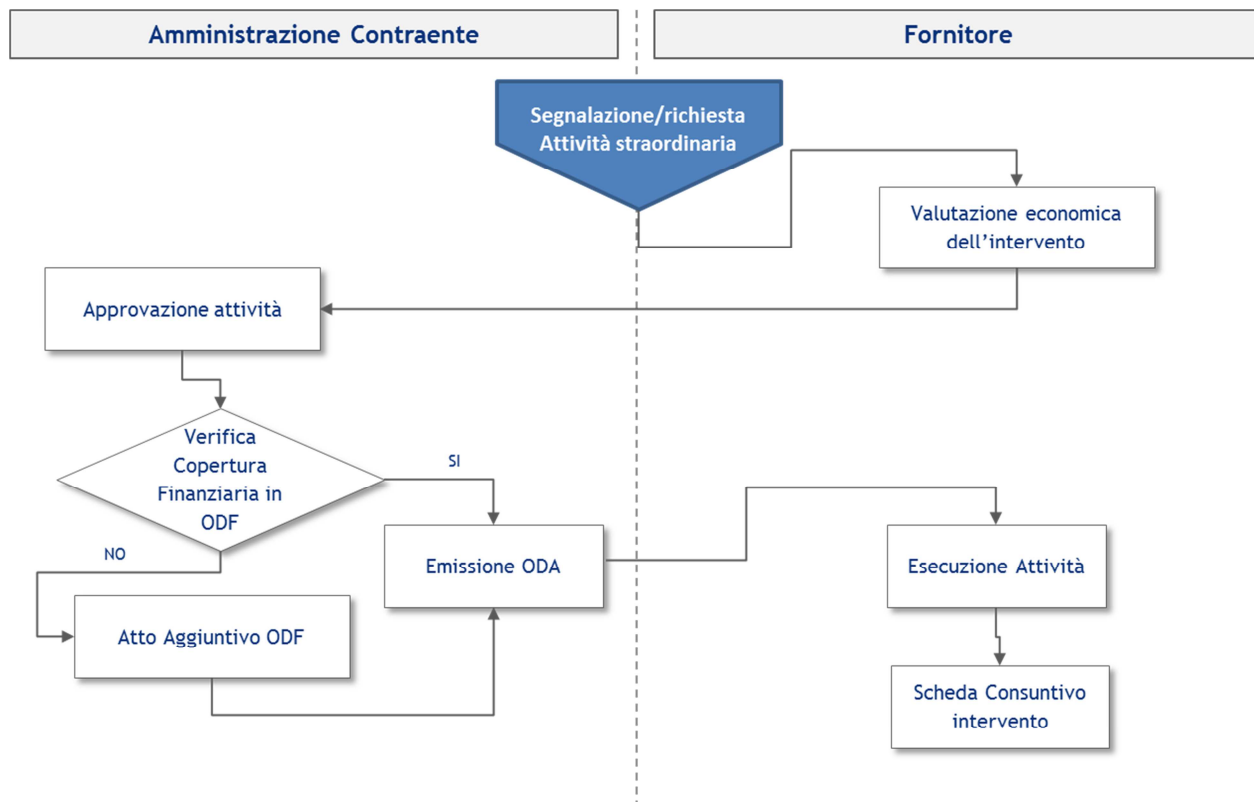 Amministrazione Contraente
Fornitore
Segnalazione/richiesta
Attività straordinaria
Valutazione economica
dell’intervento
Approvazione attività
Verifica
Copertura
Finanziaria in
ODF
SI
NO
Emissione ODA
Esecuzione Attività
Atto Aggiuntivo ODF
Scheda Consuntivo
intervento